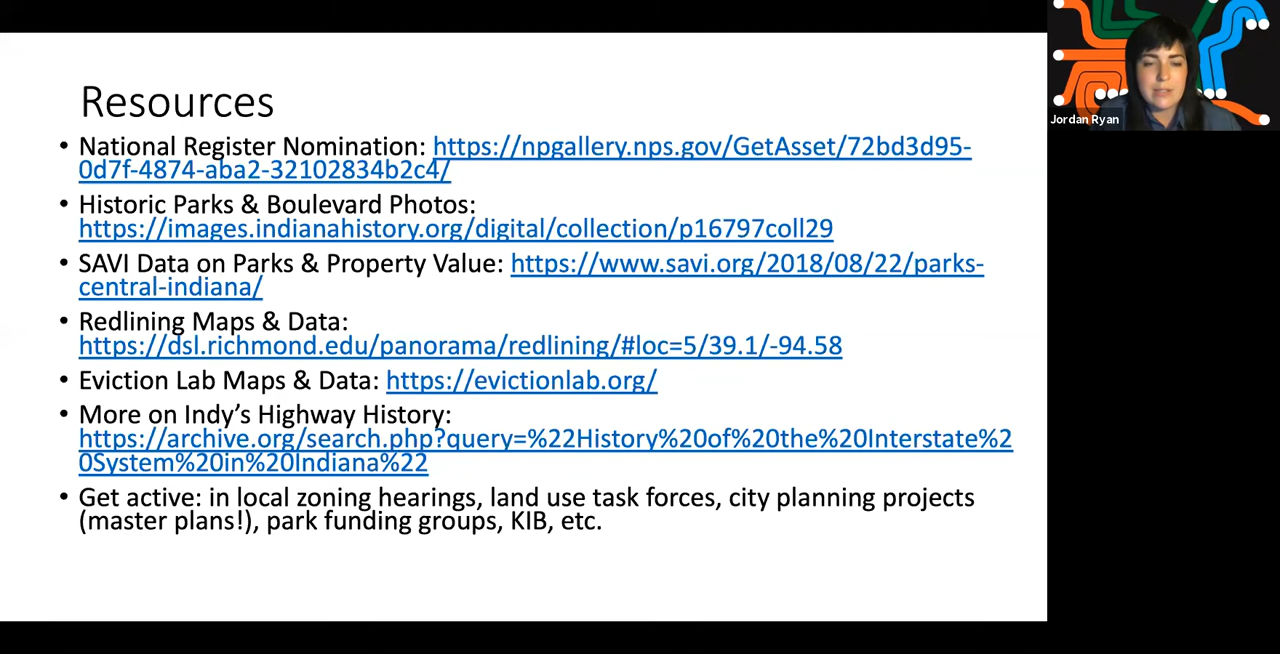 Resources
• National Register Nomination: https://npgallery.nps.gov/GetAsset/72bd3d95-
0d7f-4874-aba2-32102834b2c4/
• Historic Parks & Boulevard Photos:
https://images.indianahistory.org/digital/collection/p16797coll29
• SAVI Data on Parks & Property Value: https://www.savi.org/2018/08/22/parks-
central-indiana/
• Redlining Maps & Data:
https://dsl.richmond.edu/panorama/redlining/#loc=5/39.1/-94.58
• Eviction Lab Maps & Data: https://evictionlab.org/
• More on Indy’s Highway History:
https://archive.org/search.php?query=%22History%20of%20the%20Interstate%2
0System%20in%20Indiana%22
• Get active: in local zoning hearings, land use task forces, city planning projects
(master plans!), park funding groups, KIB, etc.
Jordan Ryan